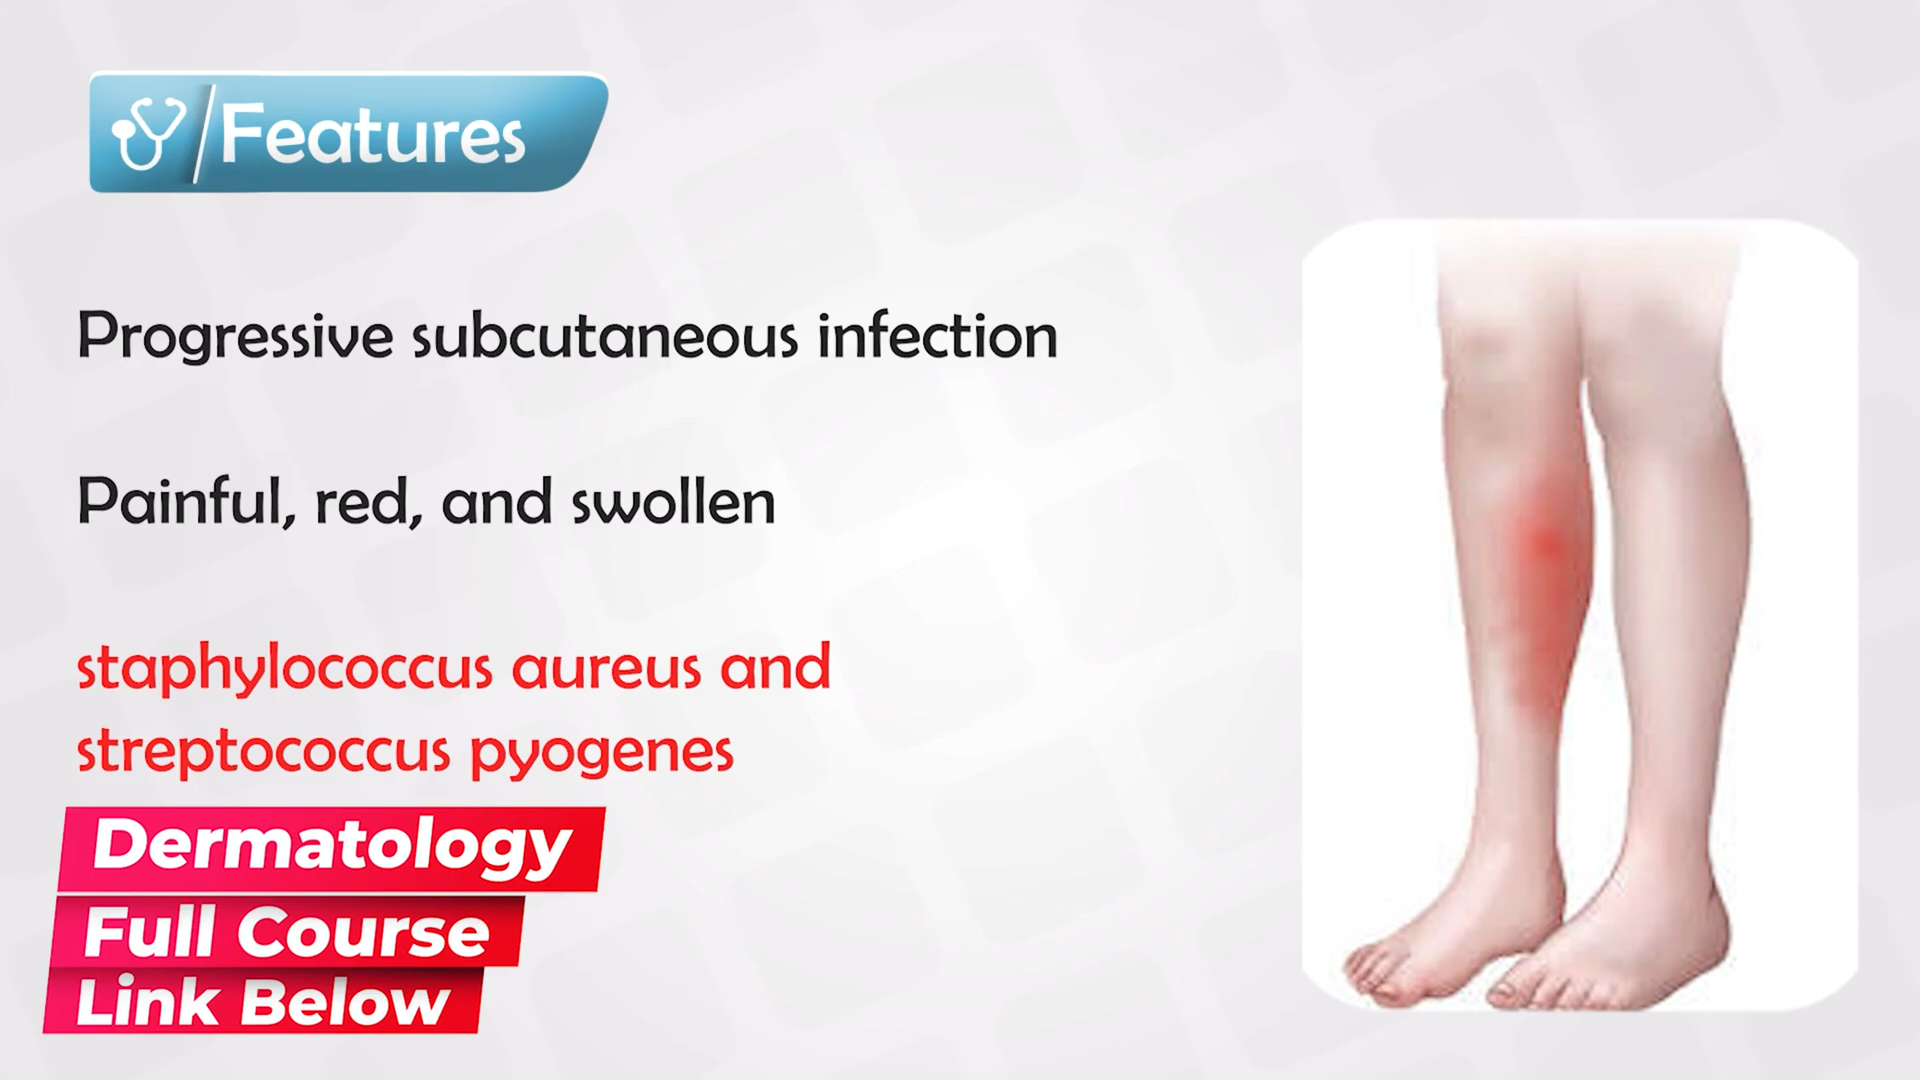 Features
Progressive subcutaneous infection
Painful, red, and swollen
staphylococcus aureus and
streptococcus pyogenes
Dermatology
Full Course
Link Below